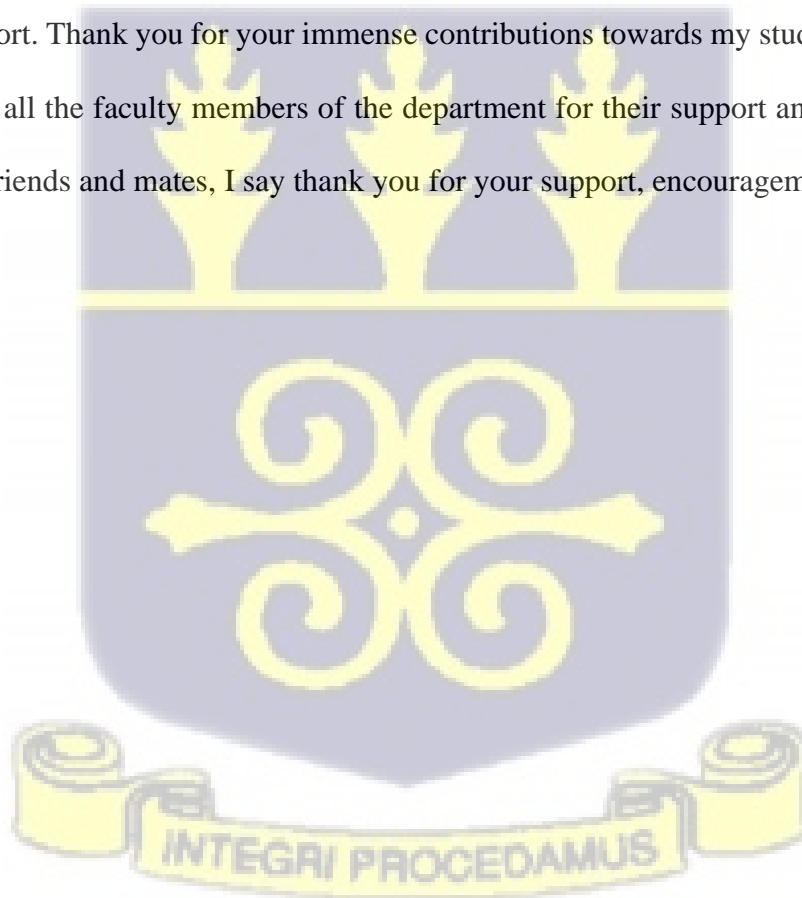 ort. Thank you for your immense contributions towards my stud
all the faculty members of the department for their support an
riends and mates, I say thank you for your support, encouragem
INTEGRI PROCEDAMUS